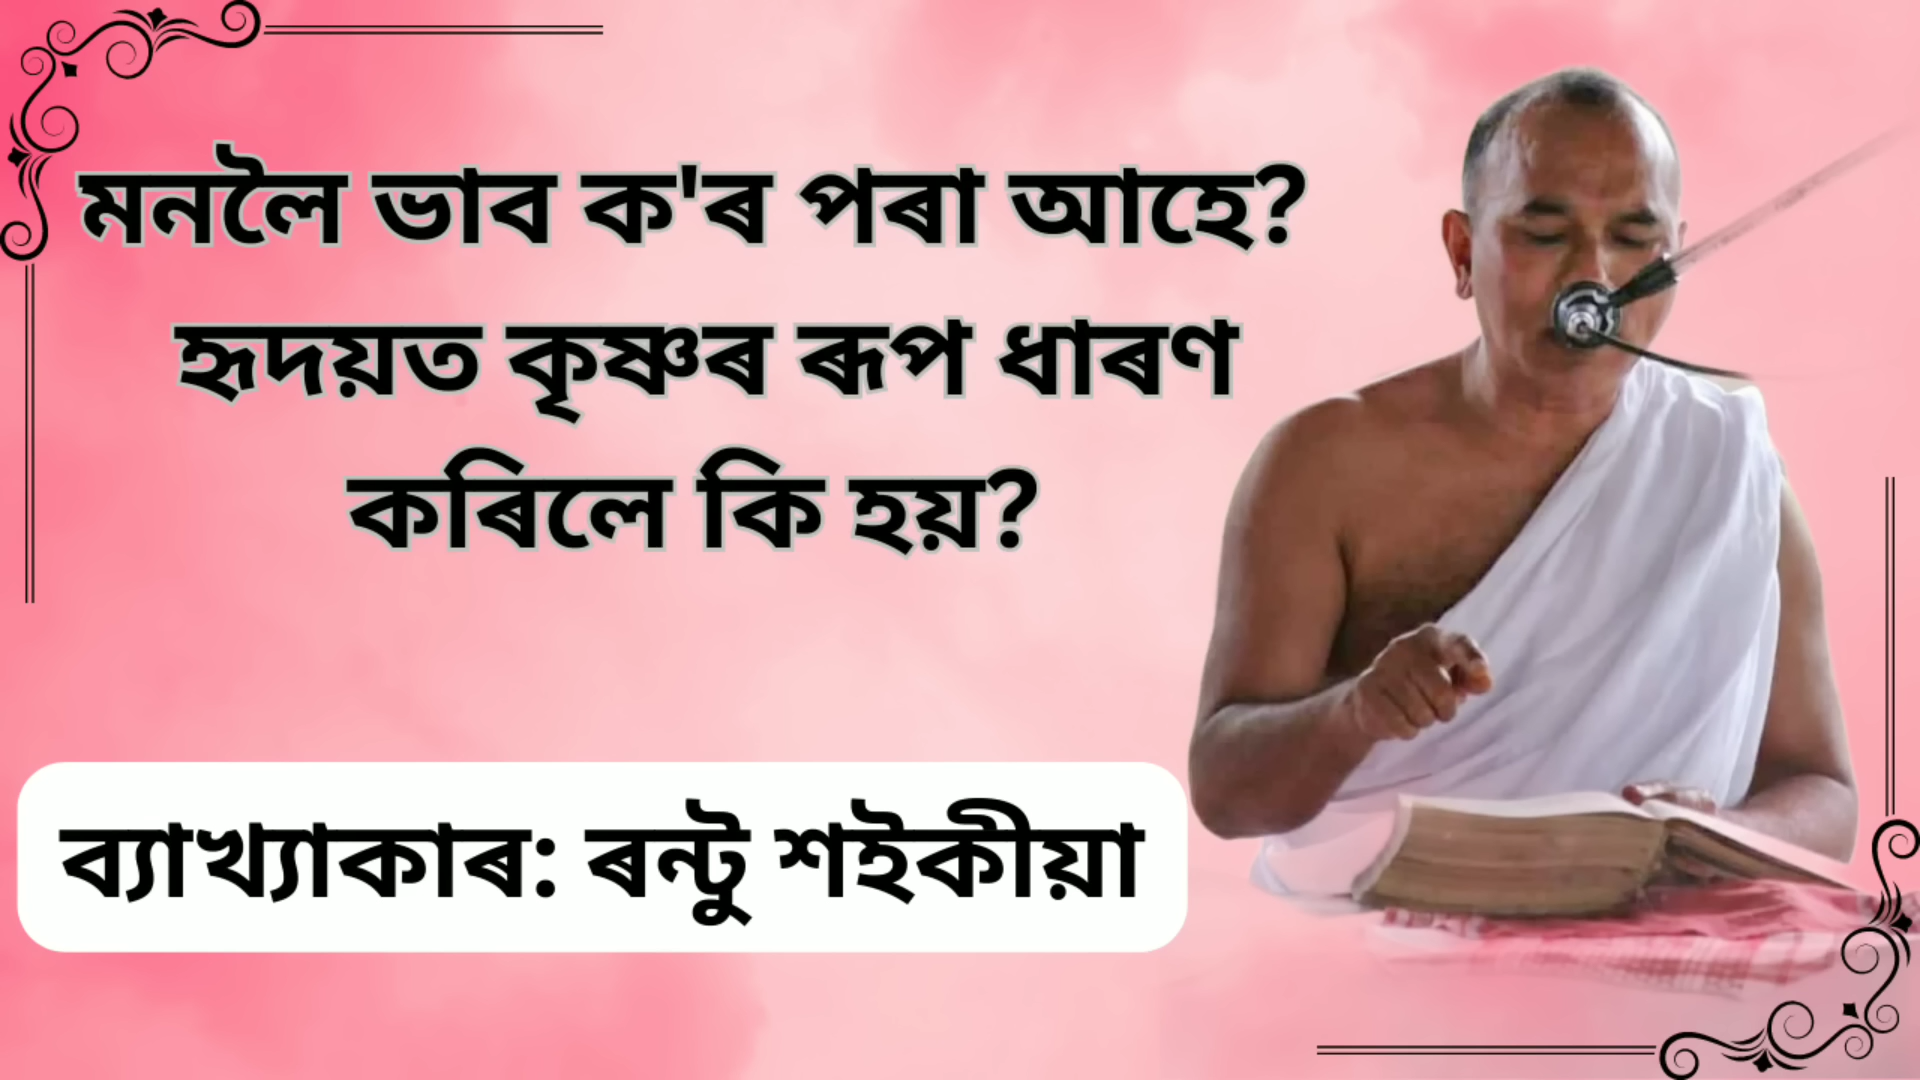 মনলৈ ভাব ক'ৰ পৰা আহে?
হৃদয়ত কৃষ্ণৰ ৰূপ ধাৰণ
কৰিলে কি হয়?
ব্যাখ্যাকাৰ: ৰন্টু শইকীয়া